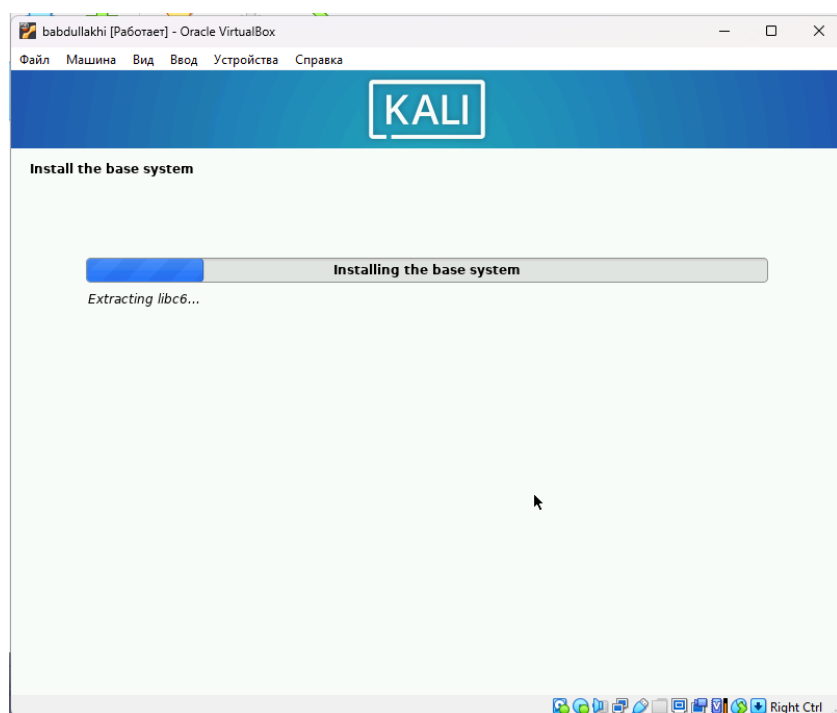 babdullakhi [Работает] - Oracle VirtualBox
Файл Машина Вид Ввод Устройства Справка
KALI
Install the base system
Installing the base system
Extracting libc6...
Right Ctrl